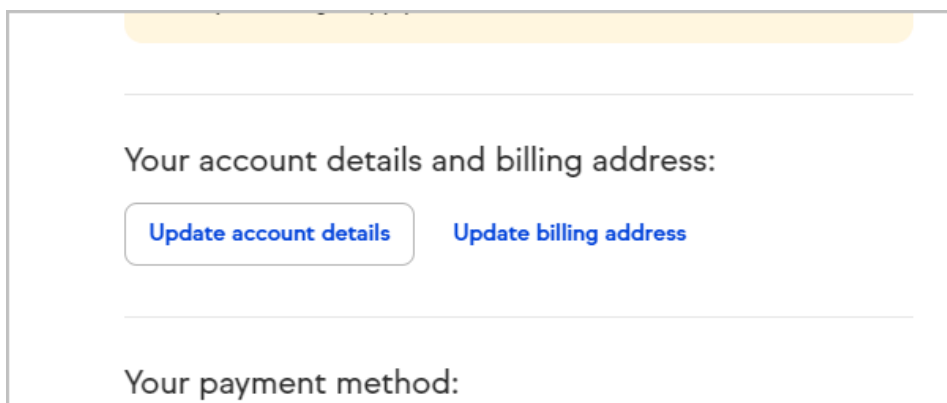 Your account details and billing address:
Update account details Update billing address
Your payment method: